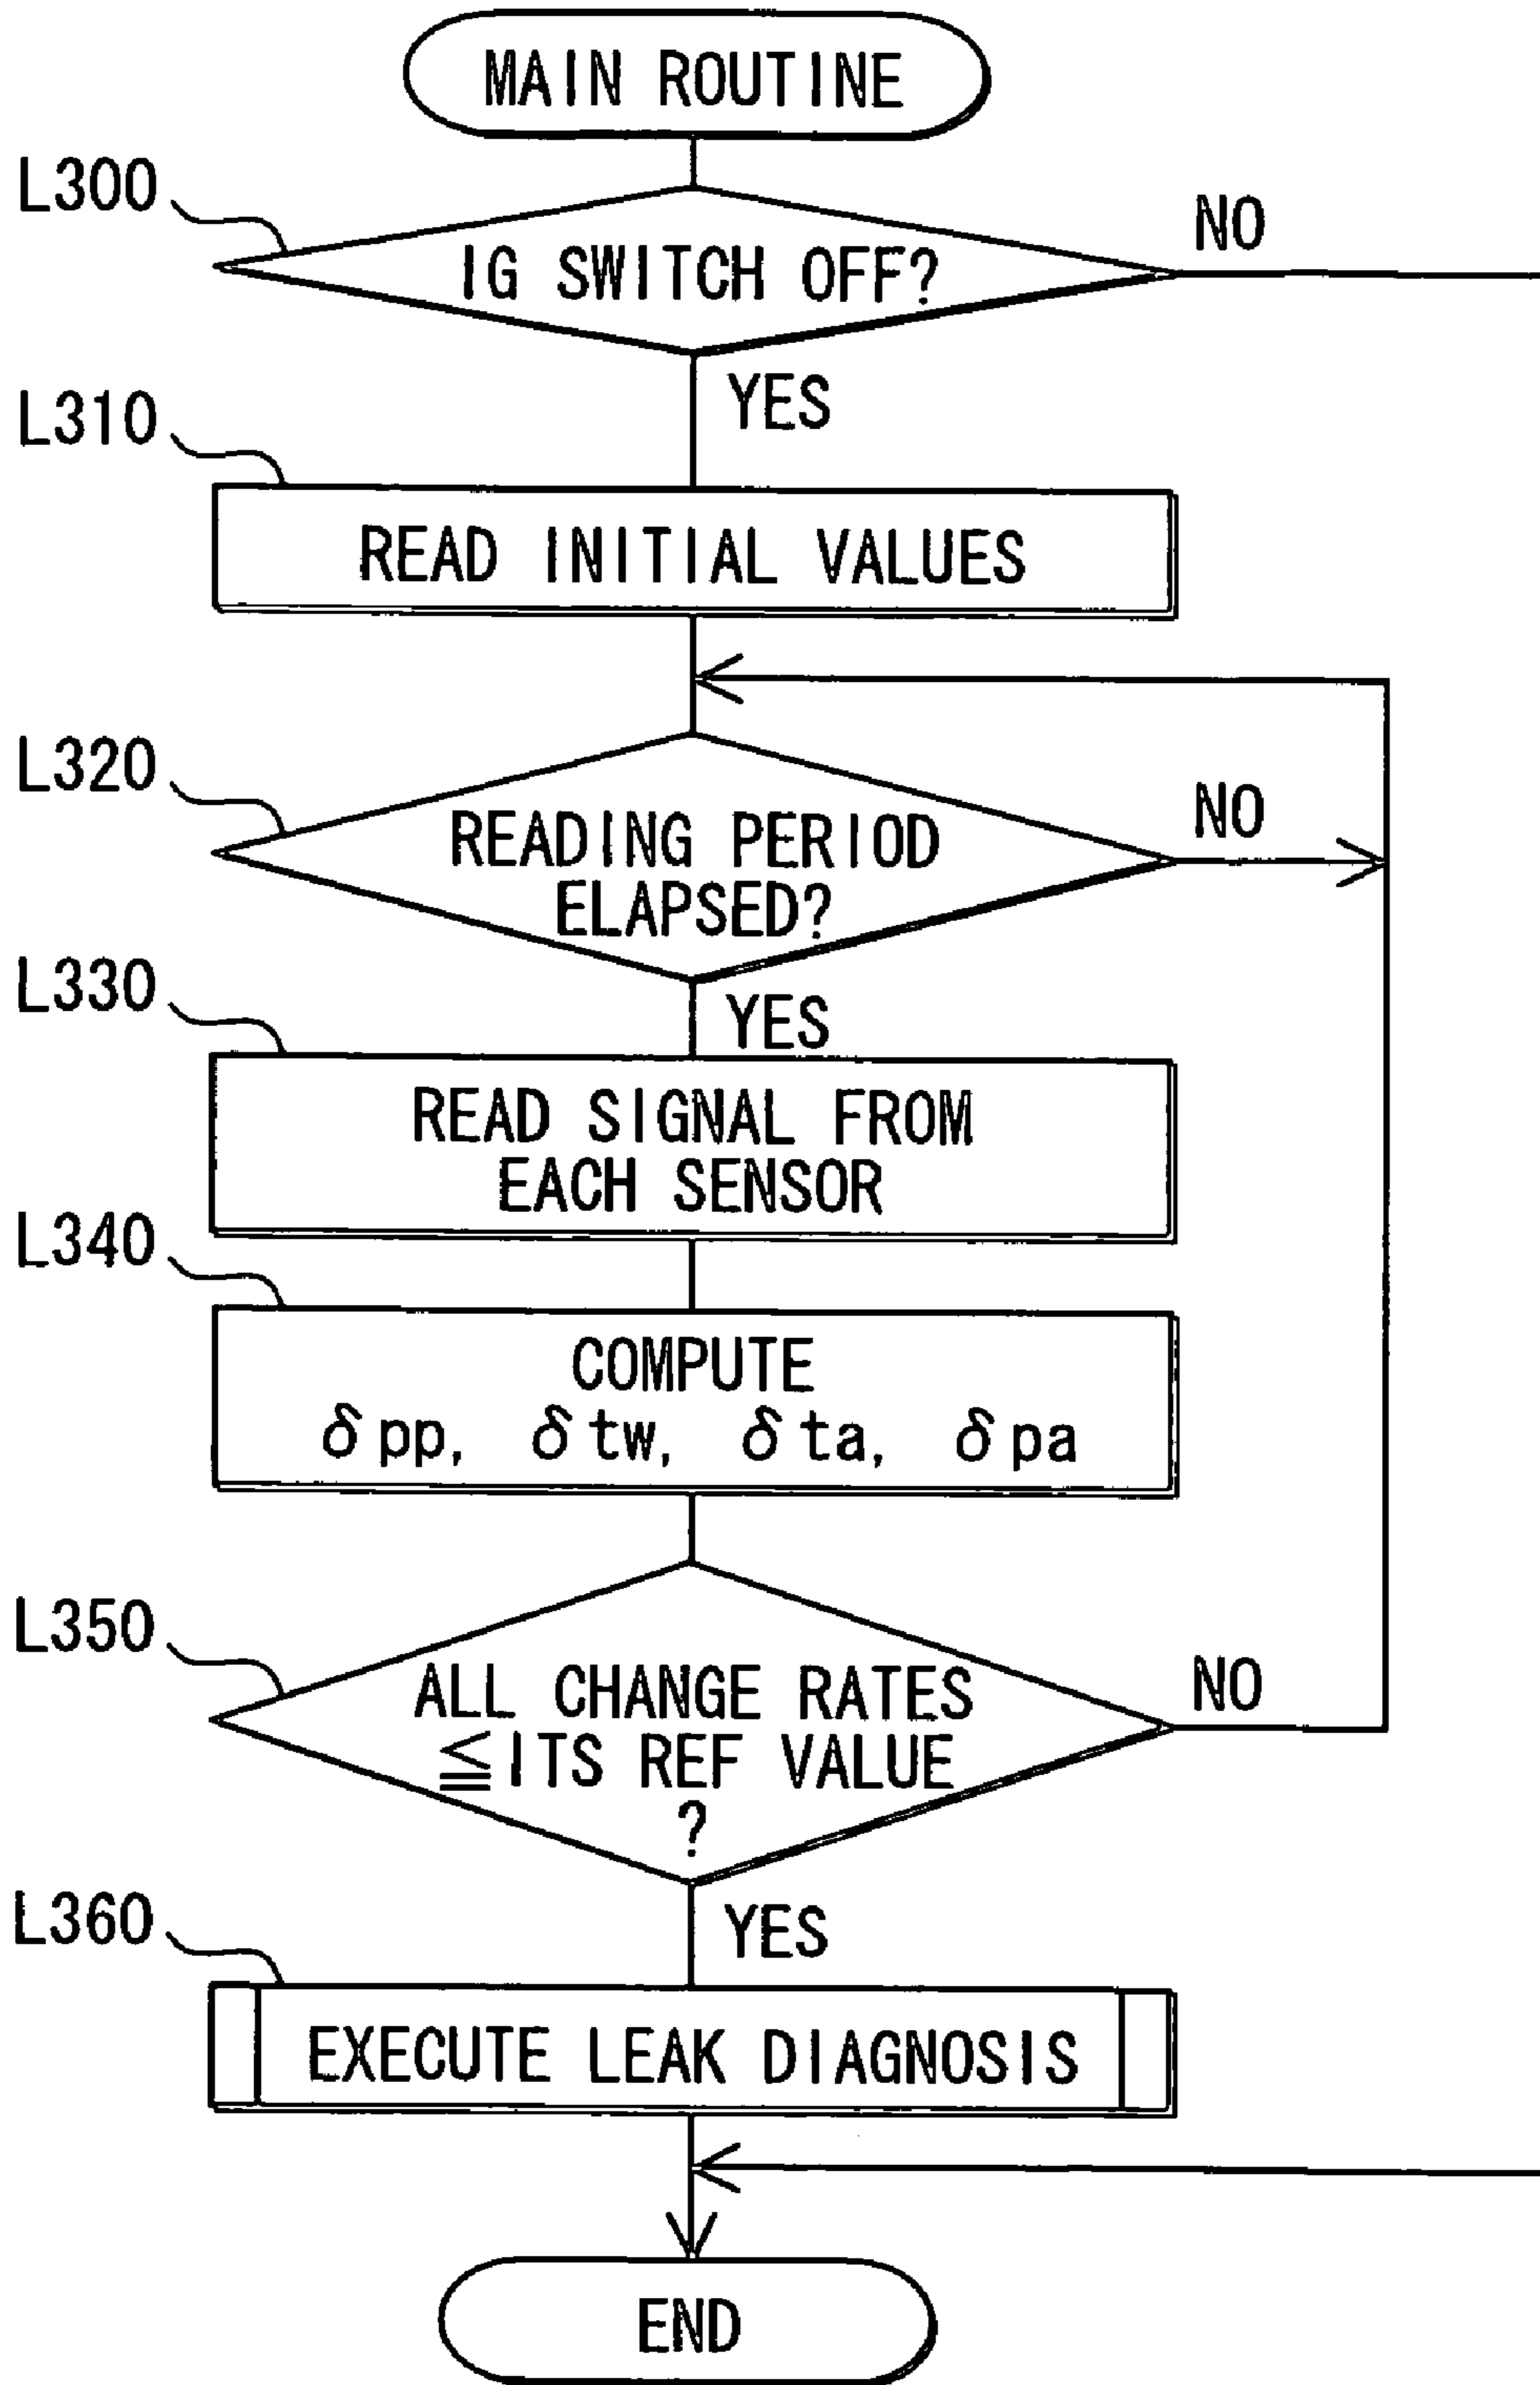 MAIN ROUTINE
L300
IG SWITCH OFF?
NO
YES
L310
READ INITIAL VALUES
L320
READING PERIOD
ELAPSED?
NO
YES
L330
READ SIGNAL FROM
EACH SENSOR
L340
COMPUTE
δpp, δtw, δta, δpa
L350
ALL CHANGE RATES
≦ITS REF VALUE
?
NO
YES
L360
EXECUTE LEAK DIAGNOSIS
END